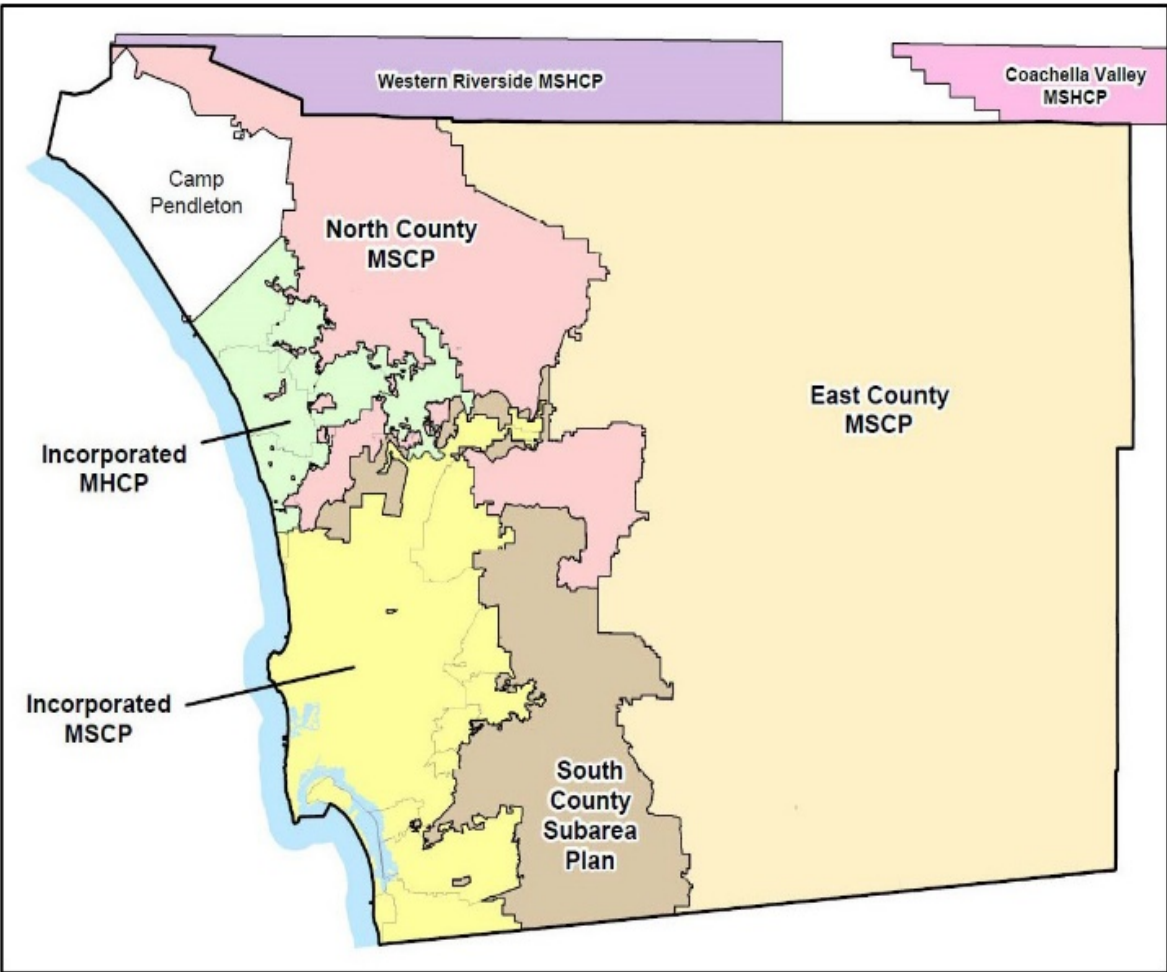 Western Riverside MSHCP
Coachella Valley
MSHCP
Camp
Pendleton
North County
MSCP
East County
MSCP
Incorporated
MHCP
Incorporated
MSCP
South
County
Subarea
Plan